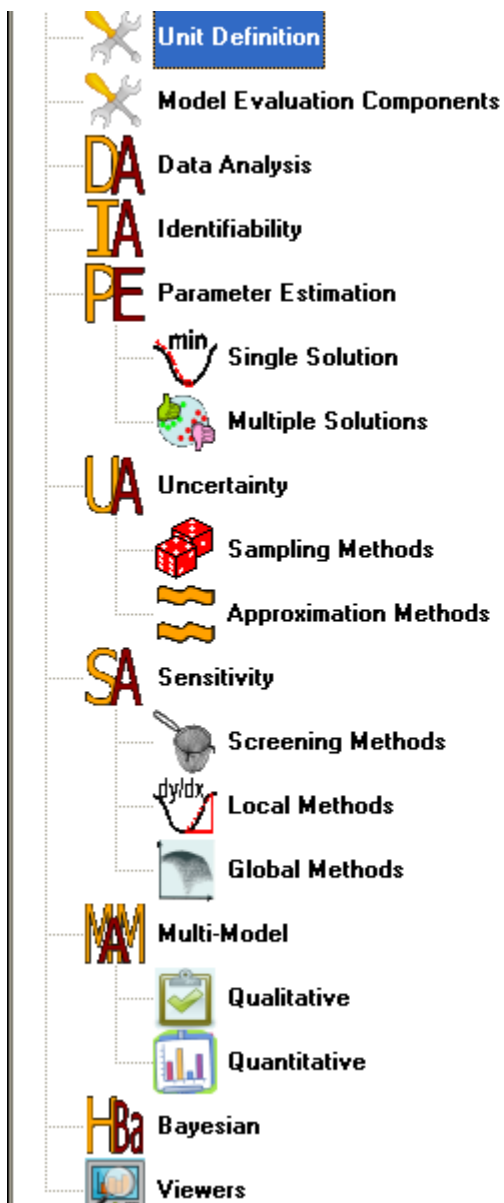 Unit Definition
Model Evaluation Components
DA Data Analysis
IA Identifiability
PE Parameter Estimation
min Single Solution
Multiple Solutions
UA Uncertainty
Sampling Methods
Approximation Methods
SA Sensitivity
Screening Methods
dy/dx Local Methods
Global Methods
MAM Multi-Model
Qualitative
Quantitative
HBa Bayesian
Viewers